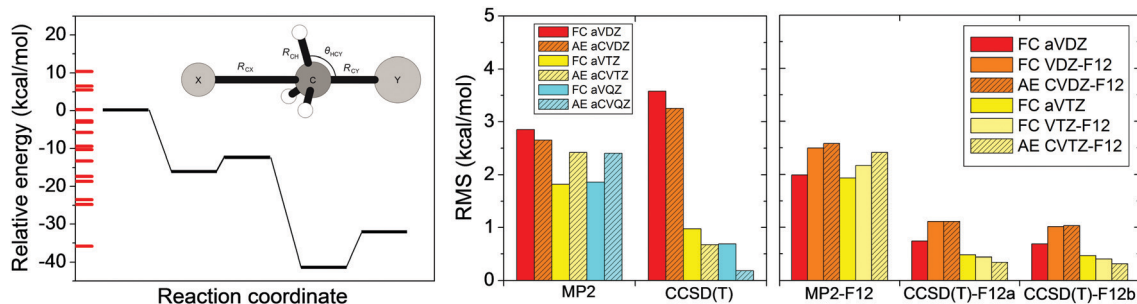 Relative energy (kcal/mol)
20
10
0
-10
-20
-30
-40
Reaction coordinate
X
R_CX
R_CH
C
θ_HCY
R_CY
Y
RMS (kcal/mol)
5
4
3
2
1
0
FC aVDZ
AE aCVDZ
FC aVTZ
AE aCVTZ
FC aVQZ
AE aCVQZ
MP2 CCSD(T)
FC aVDZ
FC VDZ-F12
AE CVDZ-F12
FC aVTZ
FC VTZ-F12
AE CVTZ-F12
MP2-F12 CCSD(T)-F12a CCSD(T)-F12b